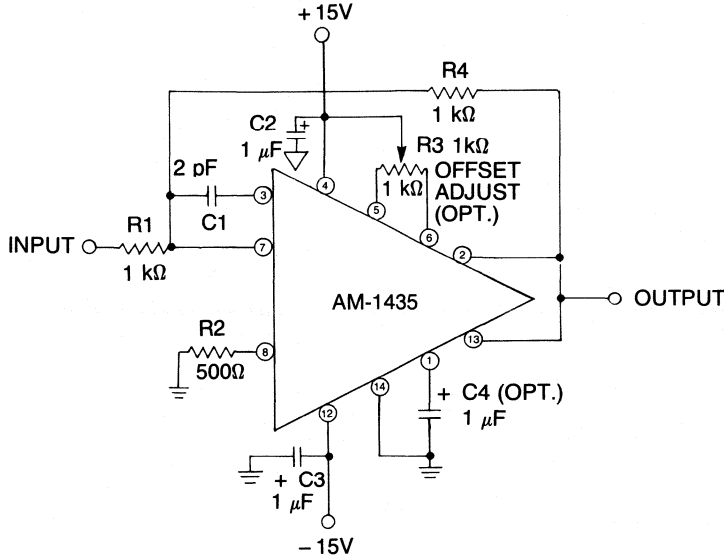 +15V
R4
1 kΩ
C2
+
1 µF
R3 1kΩ
1 kΩ
OFFSET
ADJUST
(OPT.)
2 pF
C1
3
4
5
6
R1
INPUT
1 kΩ
7
2
AM-1435
OUTPUT
R2
500Ω
8
13
1
14
12
+ C4 (OPT.)
1 µF
+ C3
1 µF
−15V